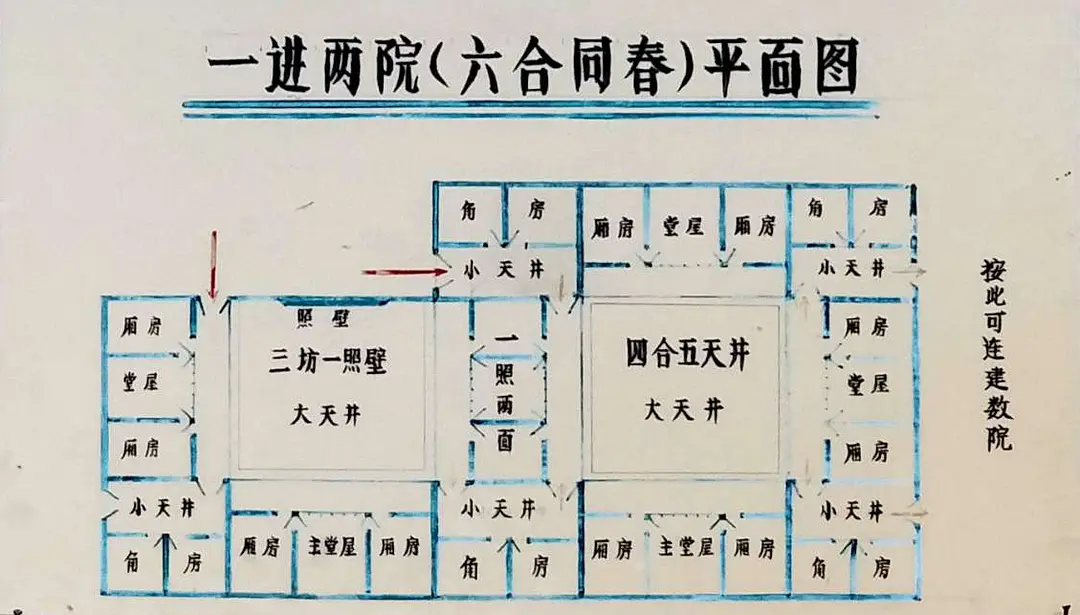 一进两院(六合同春)平面图
角 房
厢房 堂屋 厢房
角 房
小天井
小天井
厢房
堂屋
厢房
照壁
三坊一照壁
大天井
一照两面
四合五天井
大天井
厢房
堂屋
厢房
按此可连建数院
小天井
小天井
小天井
角 房
厢房 主堂屋 厢房
角 房
厢房 主堂屋 厢房
角 房